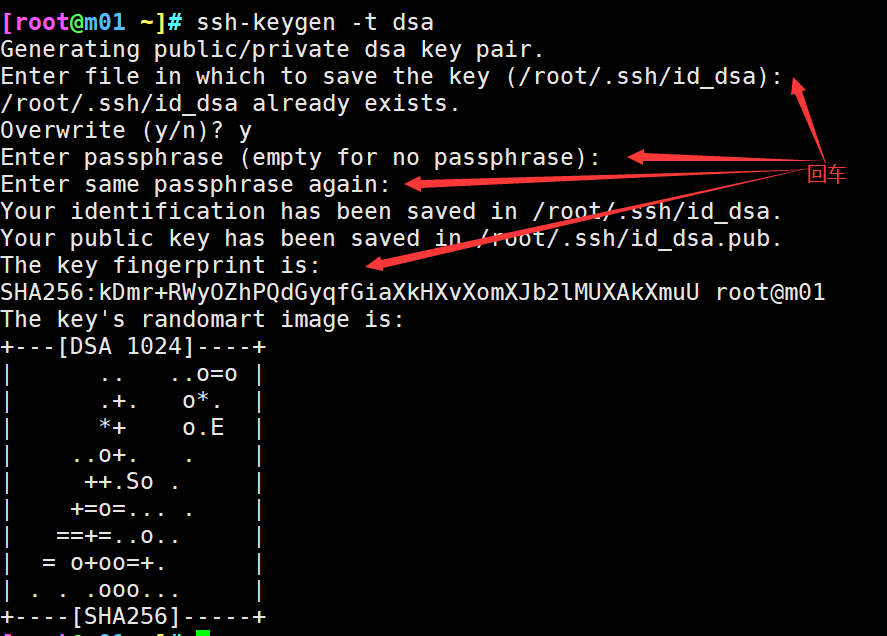 [root@m01 ~]# ssh-keygen -t dsa
Generating public/private dsa key pair.
Enter file in which to save the key (/root/.ssh/id_dsa):
/root/.ssh/id_dsa already exists.
Overwrite (y/n)? y
Enter passphrase (empty for no passphrase):
回车
Enter same passphrase again:
Your identification has been saved in /root/.ssh/id_dsa.
Your public key has been saved in /root/.ssh/id_dsa.pub.
The key fingerprint is:
SHA256:kDmr+RWyOZhPQdGyqfGiaXkHXvXomXJb2lMUXAkXmuU root@m01
The key's randomart image is:
+---[DSA 1024]----+
|      ..   ..o=o |
|      .+.   o*.  |
|      *+    o.E  |
|    ..o+.   .    |
|     ++.So .     |
|    +=o=... .    |
|   ==+=..o..     |
|  = o+oo=+.      |
| . . .ooo...     |
+----[SHA256]-----+
[root@m01 ~]#